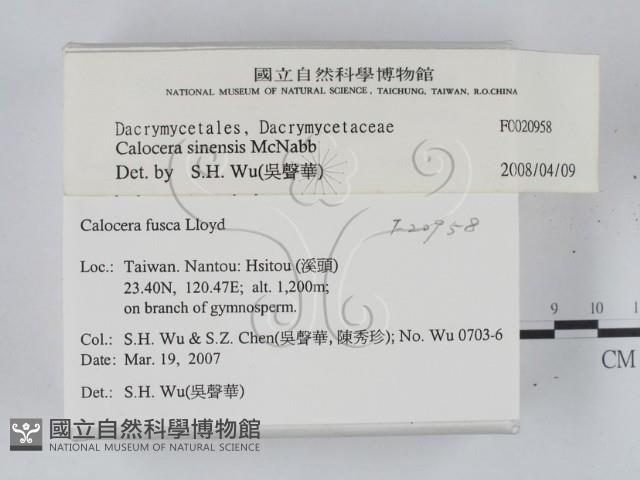 國立自然科學博物館
NATIONAL MUSEUM OF NATURAL SCIENCE, TAICHUNG, TAIWAN, R.O.CHINA
Dacrymycetales, Dacrymycetaceae F0020958
Calocera sinensis McNabb
Det. by S.H. Wu(吳聲華) 2008/04/09
Calocera fusca Lloyd F20958
Loc.: Taiwan. Nantou: Hsitou (溪頭)
23.40N, 120.47E; alt. 1,200m;
on branch of gymnosperm.
Col.: S.H. Wu & S.Z. Chen(吳聲華, 陳秀珍); No. Wu 0703-6
Date: Mar. 19, 2007
Det.: S.H. Wu(吳聲華)
9 10 1
CM
國立自然科學博物館
NATIONAL MUSEUM OF NATURAL SCIENCE